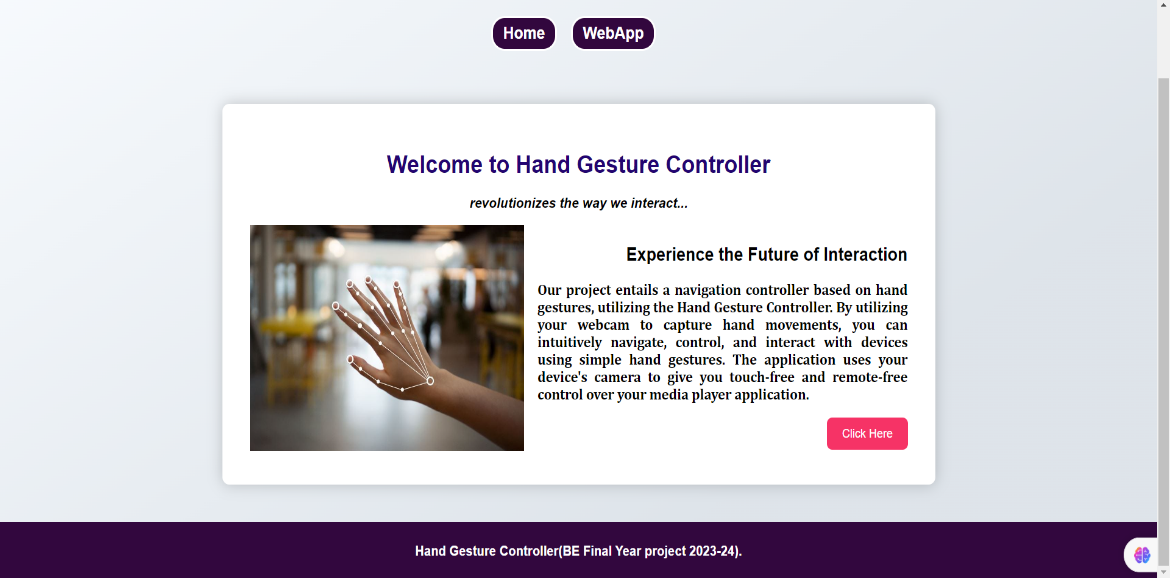 Home
WebApp
Welcome to Hand Gesture Controller
revolutionizes the way we interact...
Experience the Future of Interaction
Our project entails a navigation controller based on hand
gestures, utilizing the Hand Gesture Controller. By utilizing
your webcam to capture hand movements, you can
intuitively navigate, control, and interact with devices
using simple hand gestures. The application uses your
device's camera to give you touch-free and remote-free
control over your media player application.
Click Here
Hand Gesture Controller(BE Final Year project 2023-24).